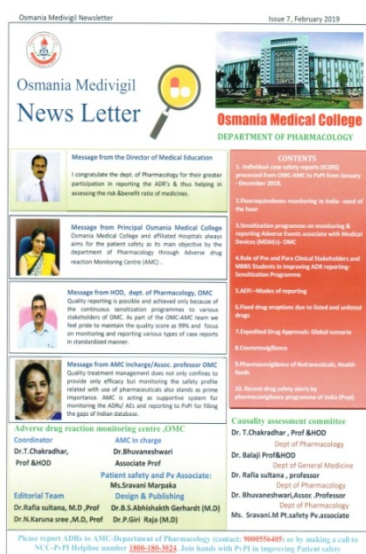 Osmania Medivigil Newsletter
Issue 7, February 2019
Osmania Medivigil
News Letter
Osmania Medical College
DEPARTMENT OF PHARMACOLOGY
Message from the Director of Medical Education
I congratulate the dept. of Pharmacology for their greater
participation in reporting the ADR's & thus helping in
assessing the risk &benefit ratio of medicines.
Message from Principal Osmania Medical College
Osmania Medical College and affiliated Hospitals always
aims for the patient safety as its main objective by the
department of Pharmacology through Adverse drug
reaction Monitoring Centre (AMC) .
Message from HOD, dept. of Pharmacology, OMC
Quality reporting is possible and achieved only because of
the continuous sensitization programmes to various
stakeholders of OMC. As part of the OMC-AMC team we
feel pride to maintain the quality score as 99% and focus
on monitoring and reporting various types of case reports
in standardized manner.
Message from AMC incharge/Assoc. professor OMC
Quality treatment management does not only confines to
provide only efficacy but monitoring the safety profile
related with use of pharmaceuticals also stands as prime
importance. AMC is acting as supportive system for
monitoring the ADRs/ AEs and reporting to PvPI for filling
the gaps of Indian database.
CONTENTS
1. Individual case safety reports (ICSRS)
processed from OMC-AMC to PvPI from January
-December 2018.
2.Fluoroquinolones monitoring in India- need of
the hour
3.Sensitization programme on monitoring &
reporting Adverse Events associate with Medical
Devices (MDAEs)- OMC
4.Role of Pre and Para Clinical Stakeholders and
MBBS Students in Improving ADR reporting-
Sensitization Programme
5.AEFI –Modes of reporting
6.Fixed drug eruptions due to listed and unlisted
drugs
7.Expedited Drug Approvals: Global scenario
8.Cosmetovigilance
9.Pharmacovigilance of Nutraceuticals, Health
foods
10. Recent drug safety alerts by
pharmacovigilance programme of India (PvpI)
Adverse drug reaction monitoring centre ,OMC
Coordinator
AMC In charge
Dr.T.Chakradhar,
Dr.Bhuvaneshwari
Prof &HOD
Associate Prof
Patient safety and Pv Associate:
Ms.Sravani Marpaka
Editorial Team
Design & Publishing
Dr.Rafia sultana, M.D ,Prof
Dr.B.S.Abhishakth Gerhardt (M.D)
Dr.N.Karuna sree ,M.D, Prof
Dr.P.Giri Raja (M.D)
Causality assessment committee
Dr. T.Chakradhar , Prof &HOD
Dept of Pharmacology
Dr. Balaji Prof&HOD
Dept of General Medicine
Dr. Rafia sultana , professor
Dept of Pharmacology
Dr. Bhuvaneshwari,Assoc .Professor
Dept of Pharmacology
Ms. Sravani.M Pt.safety Pv.associate
Please report ADRs to AMC-Department of Pharmacology (contact: 9000556405) or by making a call to
NCC-PvPI Helpline number 1800-180-3024. Join hands with PvPI in improving Patient safety